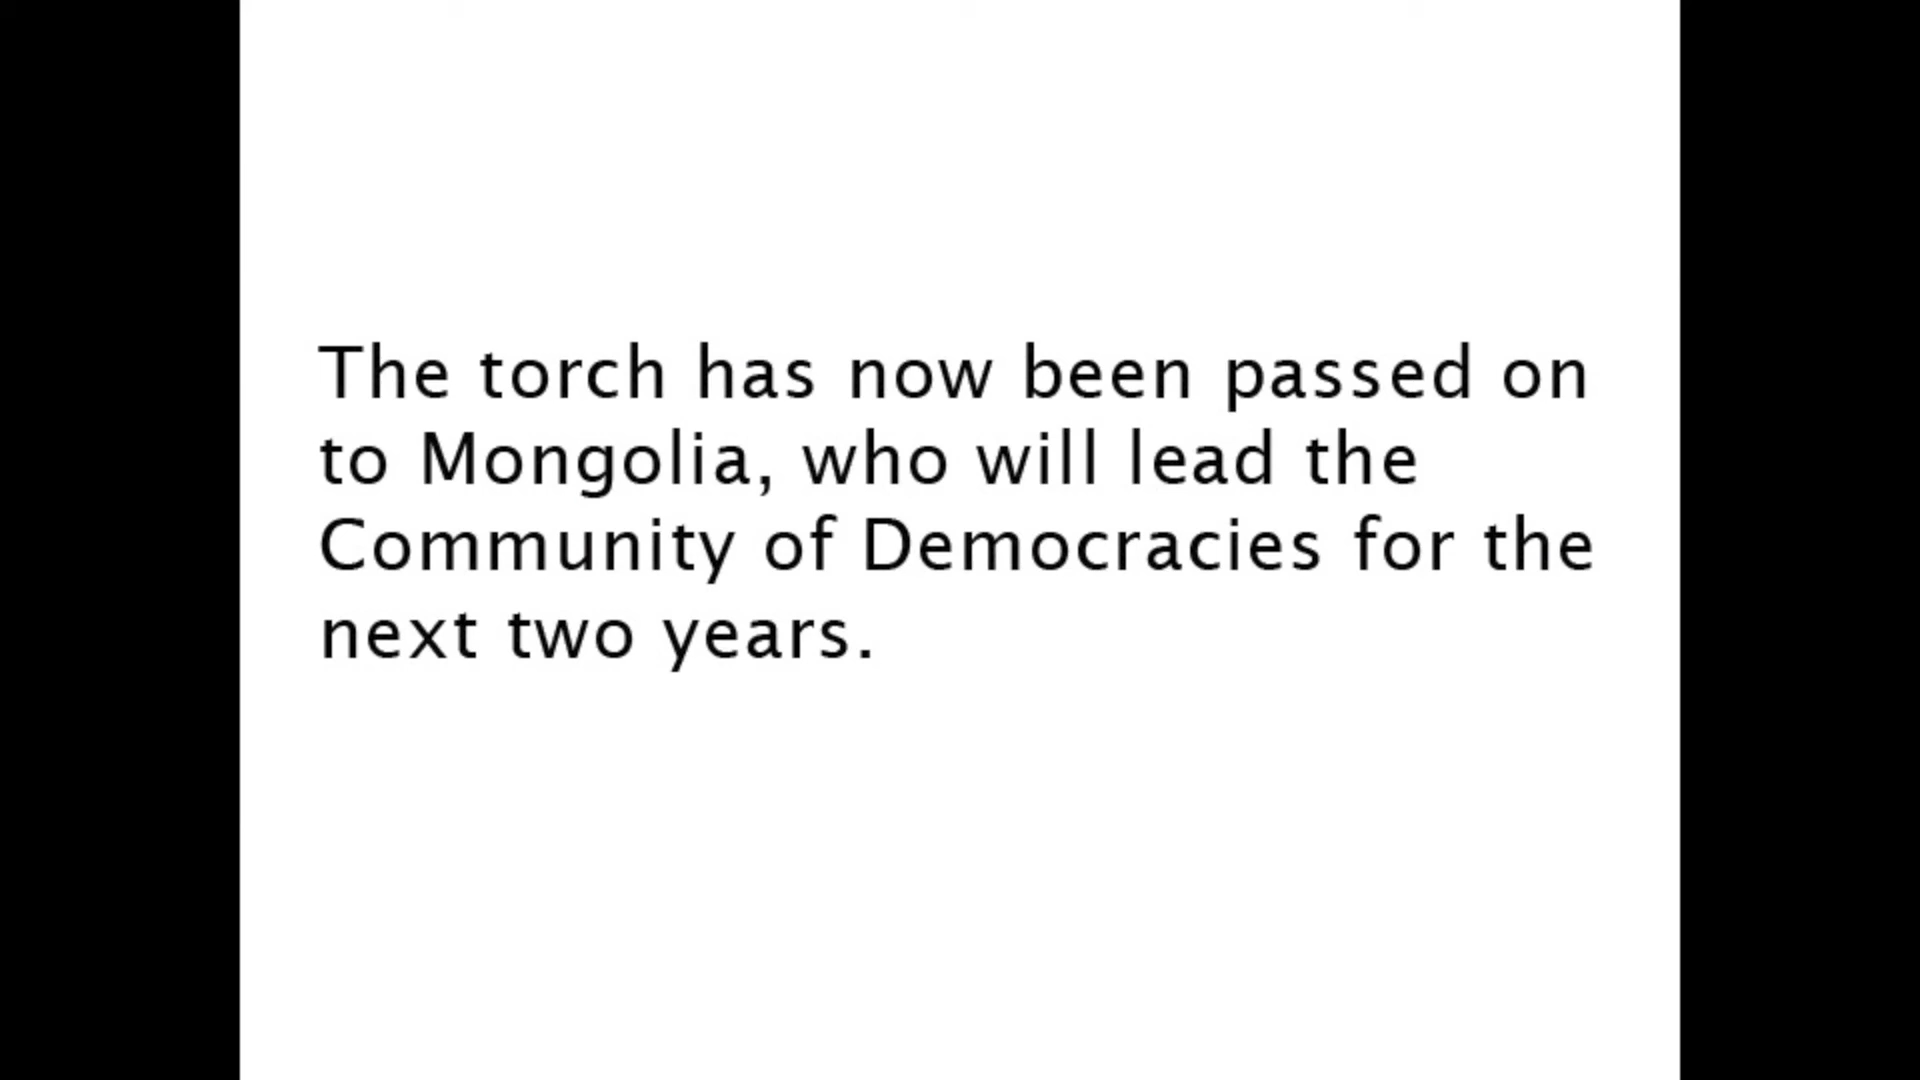 The torch has now been passed on
to Mongolia, who will lead the
Community of Democracies for the
next two years.